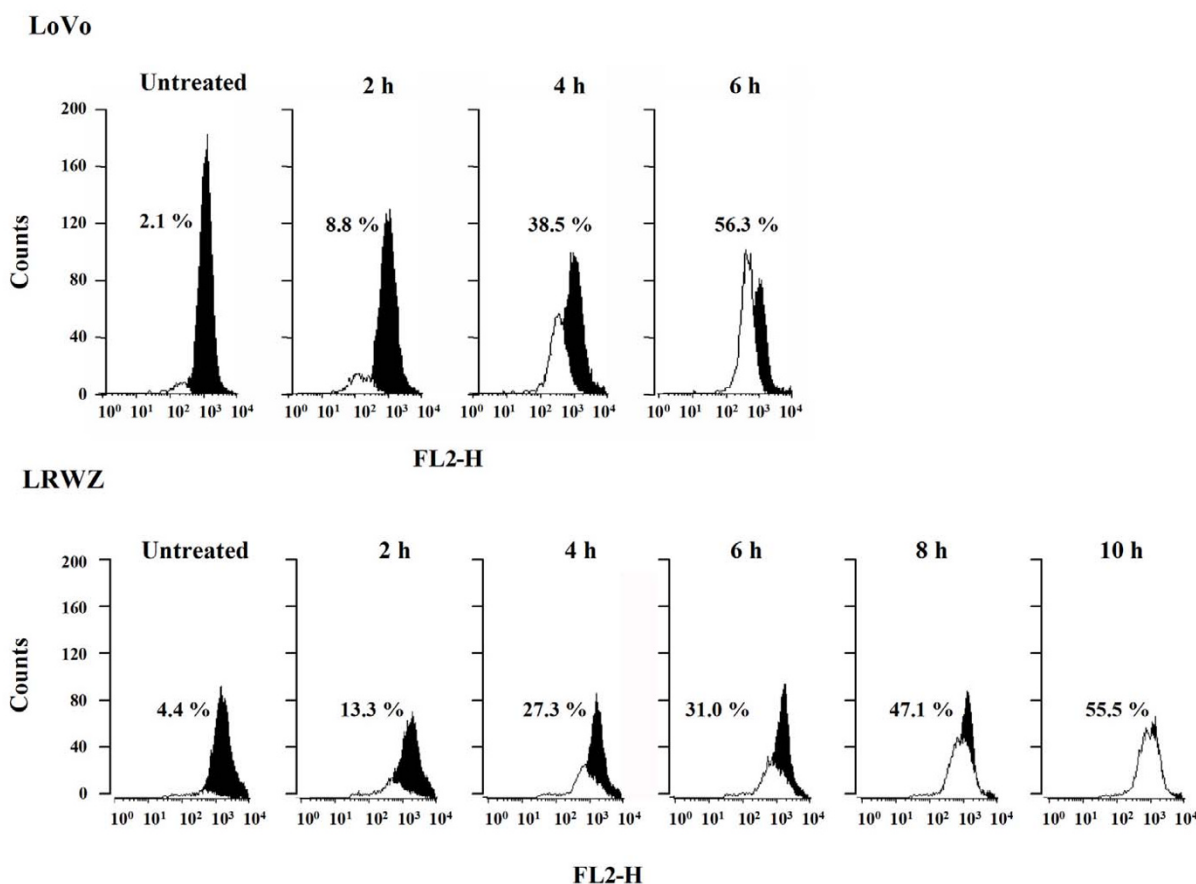 LoVo
Untreated 2 h 4 h 6 h
200
160
120
80
40
0
Counts
2.1 % 8.8 % 38.5 % 56.3 %
10⁰ 10¹ 10² 10³ 10⁴ 10⁰ 10¹ 10² 10³ 10⁴ 10⁰ 10¹ 10² 10³ 10⁴ 10⁰ 10¹ 10² 10³ 10⁴
FL2-H
LRWZ
Untreated 2 h 4 h 6 h 8 h 10 h
200
160
120
80
40
0
Counts
4.4 % 13.3 % 27.3 % 31.0 % 47.1 % 55.5 %
10⁰ 10¹ 10² 10³ 10⁴ 10⁰ 10¹ 10² 10³ 10⁴ 10⁰ 10¹ 10² 10³ 10⁴ 10⁰ 10¹ 10² 10³ 10⁴ 10⁰ 10¹ 10² 10³ 10⁴ 10⁰ 10¹ 10² 10³ 10⁴
FL2-H